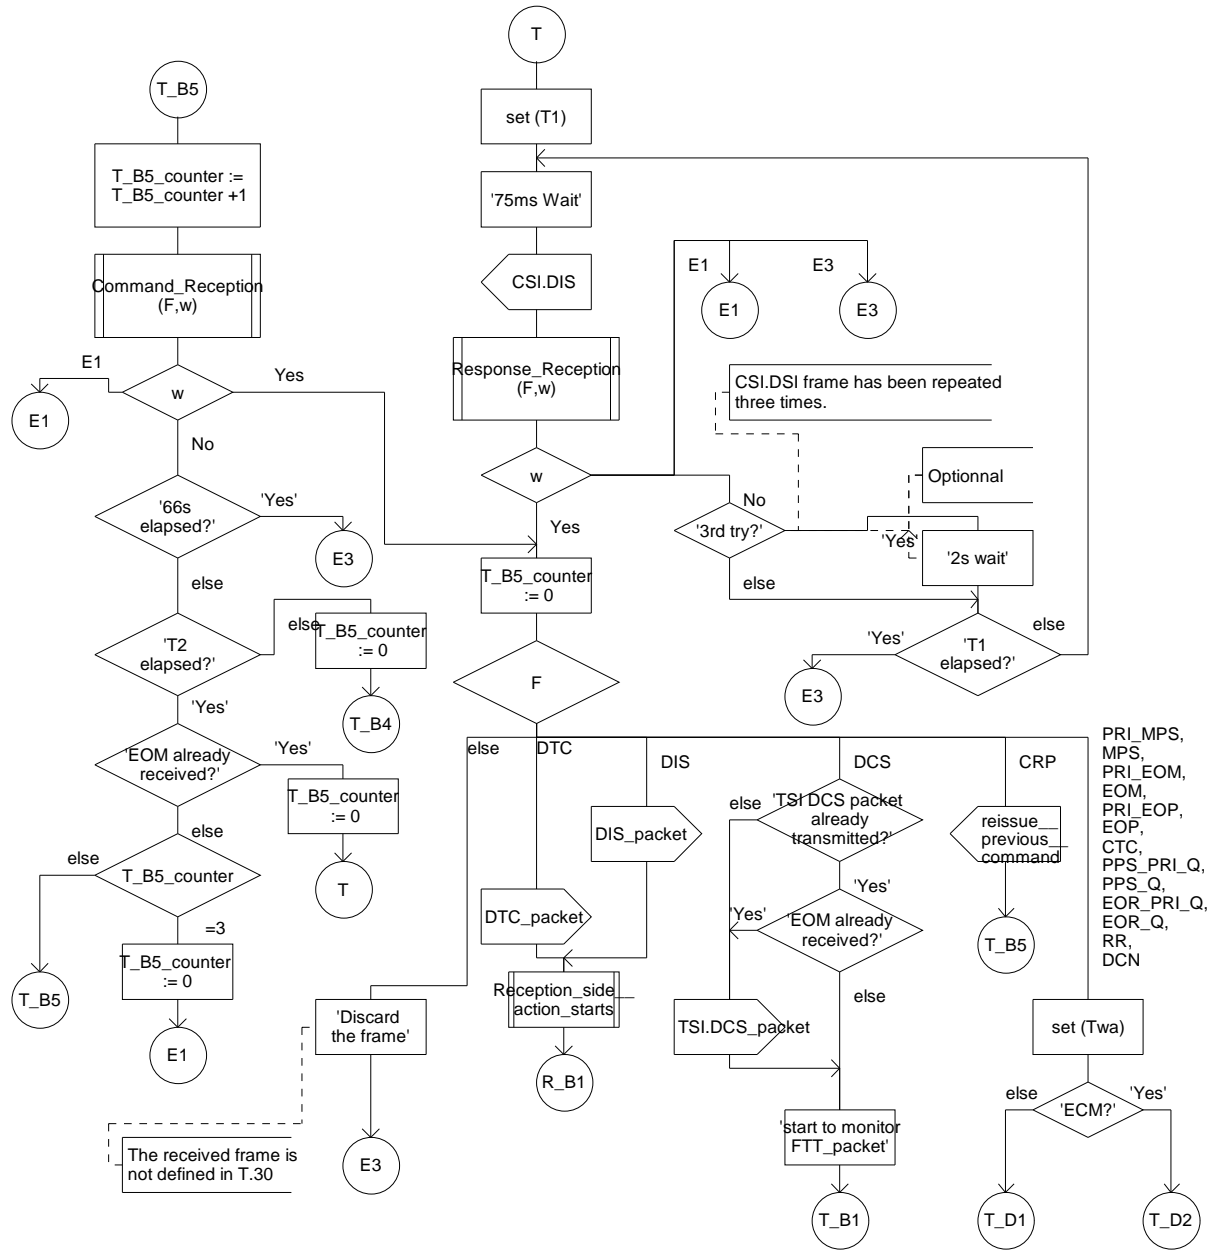 T
T_B5
set (T1)
T_B5_counter :=
T_B5_counter +1
'75ms Wait'
Command_Reception
(F,w)
CSI.DIS
E1
E3
E1
E3
Response_Reception
(F,w)
CSI.DSI frame has been repeated
three times.
E1
w
Yes
E1
No
w
Optionnal
No
'66s
elapsed?'
'Yes'
E3
Yes
'3rd try?'
'Yes'
'2s wait'
else
T_B5_counter
:= 0
else
'T2
elapsed?'
else
T_B5_counter
:= 0
'Yes'
'T1
elapsed?'
else
E3
F
'Yes'
T_B4
'EOM already
received?'
'Yes'
T_B5_counter
:= 0
T
else
else
T_B5_counter
=3
T_B5_counter
:= 0
T_B5
E1
else
DTC
DIS
DCS
CRP
PRI_MPS,
MPS,
PRI_EOM,
EOM,
PRI_EOP,
EOP,
CTC,
PPS_PRI_Q,
PPS_Q,
EOR_PRI_Q,
EOR_Q,
RR,
DCN
DIS_packet
else
'TSI DCS packet
already
transmitted?'
reissue__
previous__
command
'Yes'
DTC_packet
'Yes'
'EOM already
received?'
T_B5
Reception_side__
action_starts
else
'Discard
the frame'
TSI.DCS_packet
set (Twa)
R_B1
else
'ECM?'
'Yes'
'start to monitor
FTT_packet'
The received frame is
not defined in T.30
E3
T_B1
T_D1
T_D2